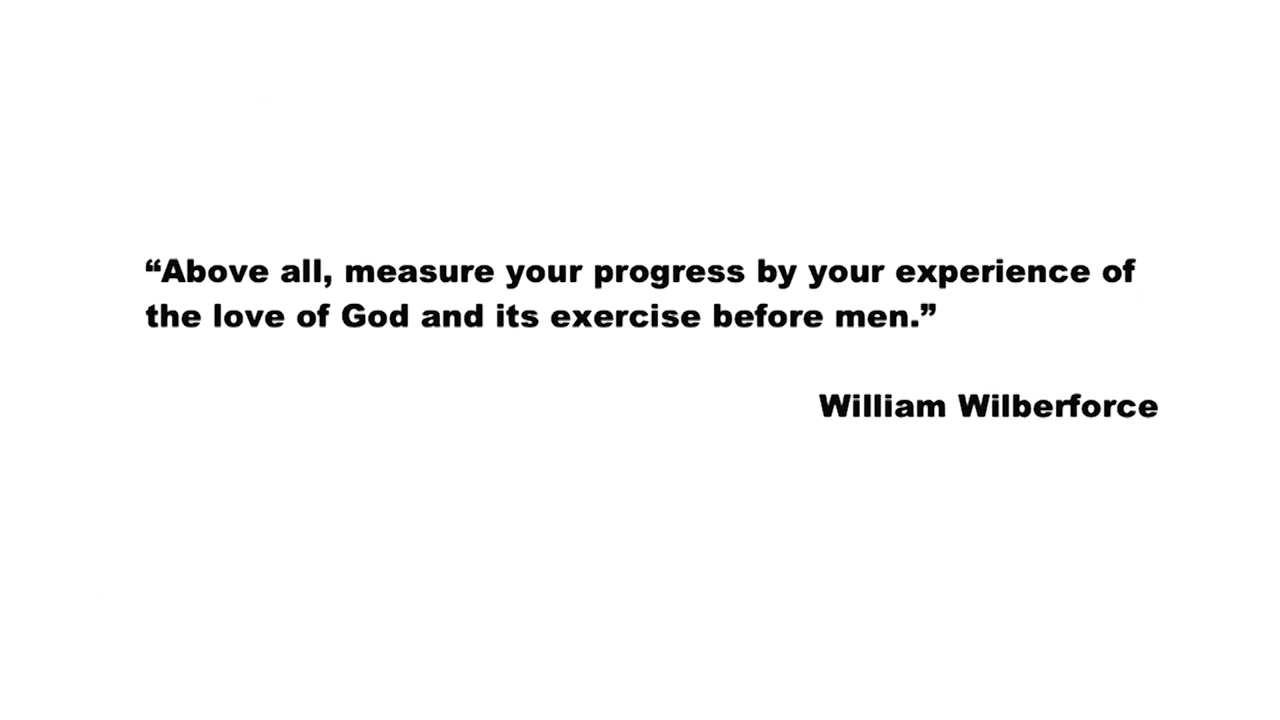 “Above all, measure your progress by your experience of
the love of God and its exercise before men.”
William Wilberforce